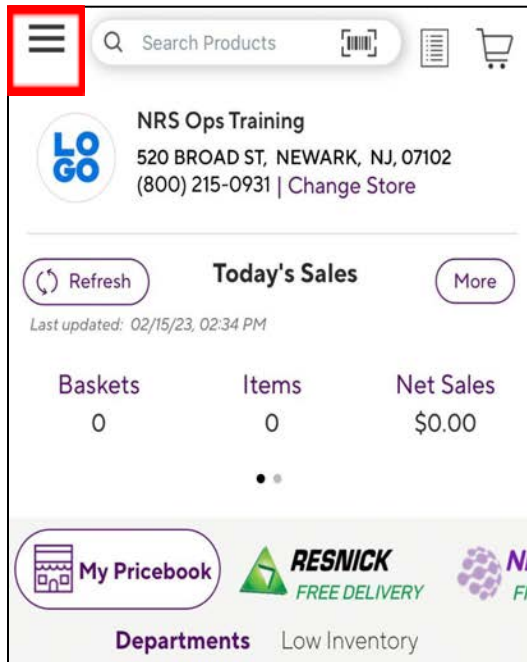 Search Products
LO
GO
NRS Ops Training
520 BROAD ST, NEWARK, NJ, 07102
(800) 215-0931 | Change Store
Refresh
Today's Sales
More
Last updated: 02/15/23, 02:34 PM
Baskets Items Net Sales
0 0 $0.00
My Pricebook
RESNICK
FREE DELIVERY
Departments Low Inventory